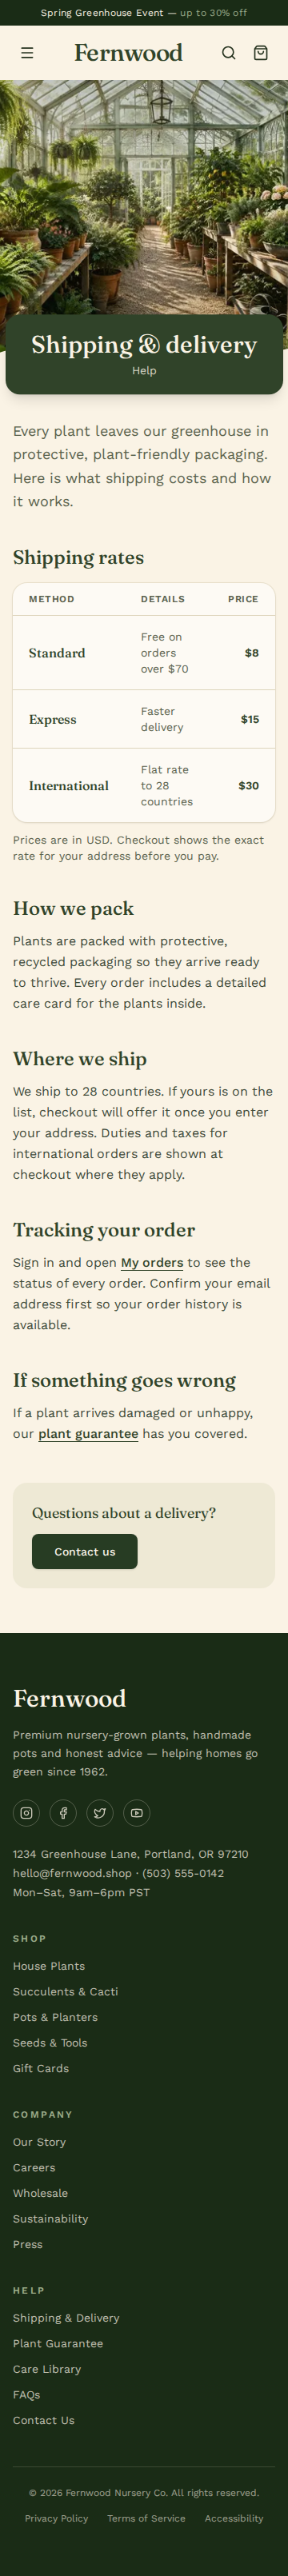 Spring Greenhouse Event — up to 30% off
Fernwood
Shipping & delivery
Help
Every plant leaves our greenhouse in
protective, plant-friendly packaging.
Here is what shipping costs and how
it works.
Shipping rates
METHOD DETAILS PRICE
Standard Free on orders over $70 $8
Express Faster delivery $15
International Flat rate to 28 countries $30
Prices are in USD. Checkout shows the exact
rate for your address before you pay.
How we pack
Plants are packed with protective,
recycled packaging so they arrive ready
to thrive. Every order includes a detailed
care card for the plants inside.
Where we ship
We ship to 28 countries. If yours is on the
list, checkout will offer it once you enter
your address. Duties and taxes for
international orders are shown at
checkout where they apply.
Tracking your order
Sign in and open My orders to see the
status of every order. Confirm your email
address first so your order history is
available.
If something goes wrong
If a plant arrives damaged or unhappy,
our plant guarantee has you covered.
Questions about a delivery?
Contact us
Fernwood
Premium nursery-grown plants, handmade
pots and honest advice — helping homes go
green since 1962.
1234 Greenhouse Lane, Portland, OR 97210
hello@fernwood.shop · (503) 555-0142
Mon–Sat, 9am–6pm PST
SHOP
House Plants
Succulents & Cacti
Pots & Planters
Seeds & Tools
Gift Cards
COMPANY
Our Story
Careers
Wholesale
Sustainability
Press
HELP
Shipping & Delivery
Plant Guarantee
Care Library
FAQs
Contact Us
© 2026 Fernwood Nursery Co. All rights reserved.
Privacy Policy Terms of Service Accessibility